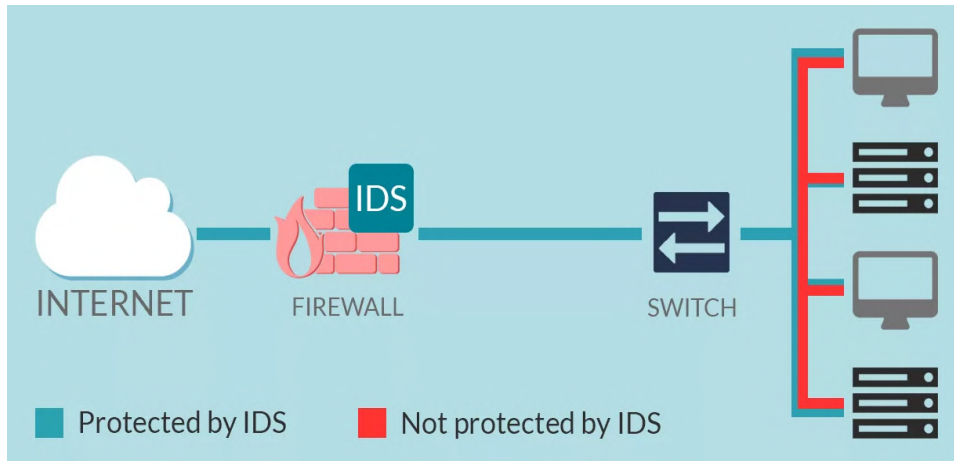 IDS
INTERNET
FIREWALL
SWITCH
Protected by IDS
Not protected by IDS